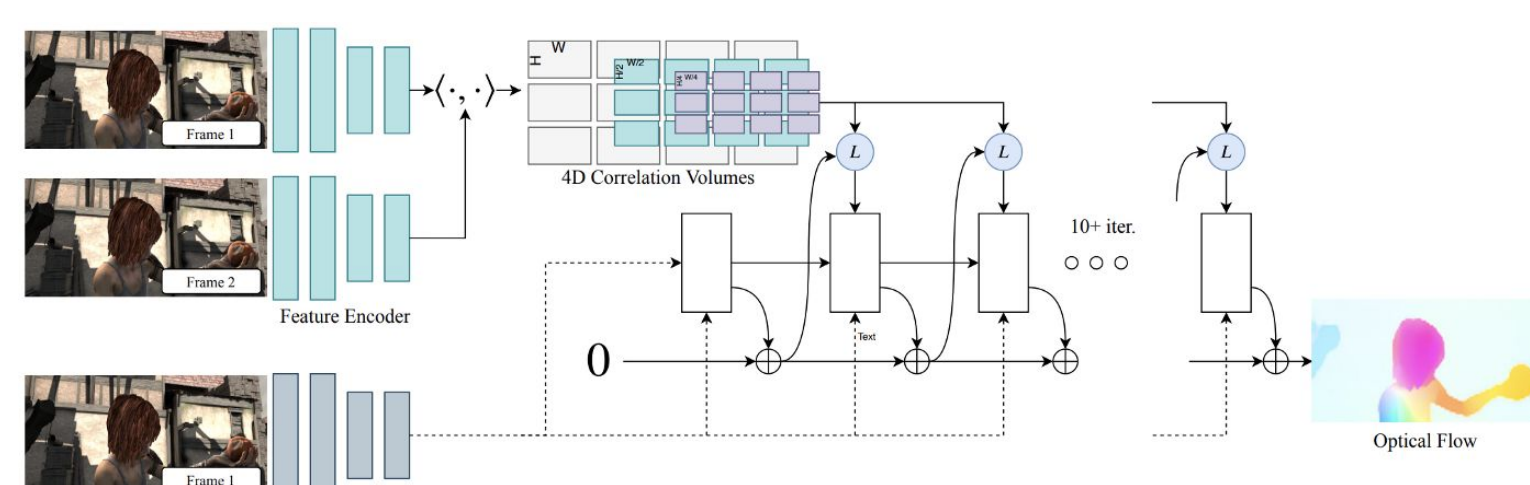 Frame 1
Frame 2
Feature Encoder
Frame 1
⟨·, ·⟩
H
W
H/2
W/2
H/4
W/4
4D Correlation Volumes
L
L
L
10+ iter.
Text
0
Optical Flow